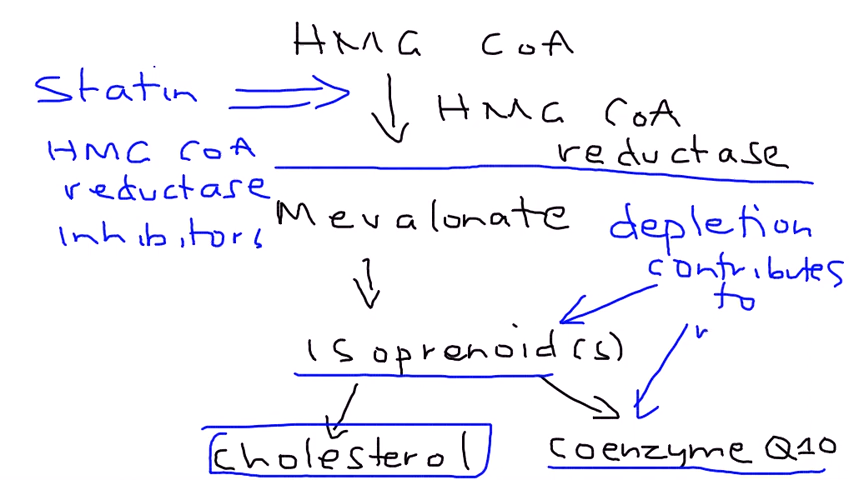 HMG CoA
Statin
HMG CoA
reductase
HMG CoA
reductase
inhibitors
Mevalonate
depletion
contributes
to
Isoprenoid(s)
Cholesterol
Coenzyme Q10